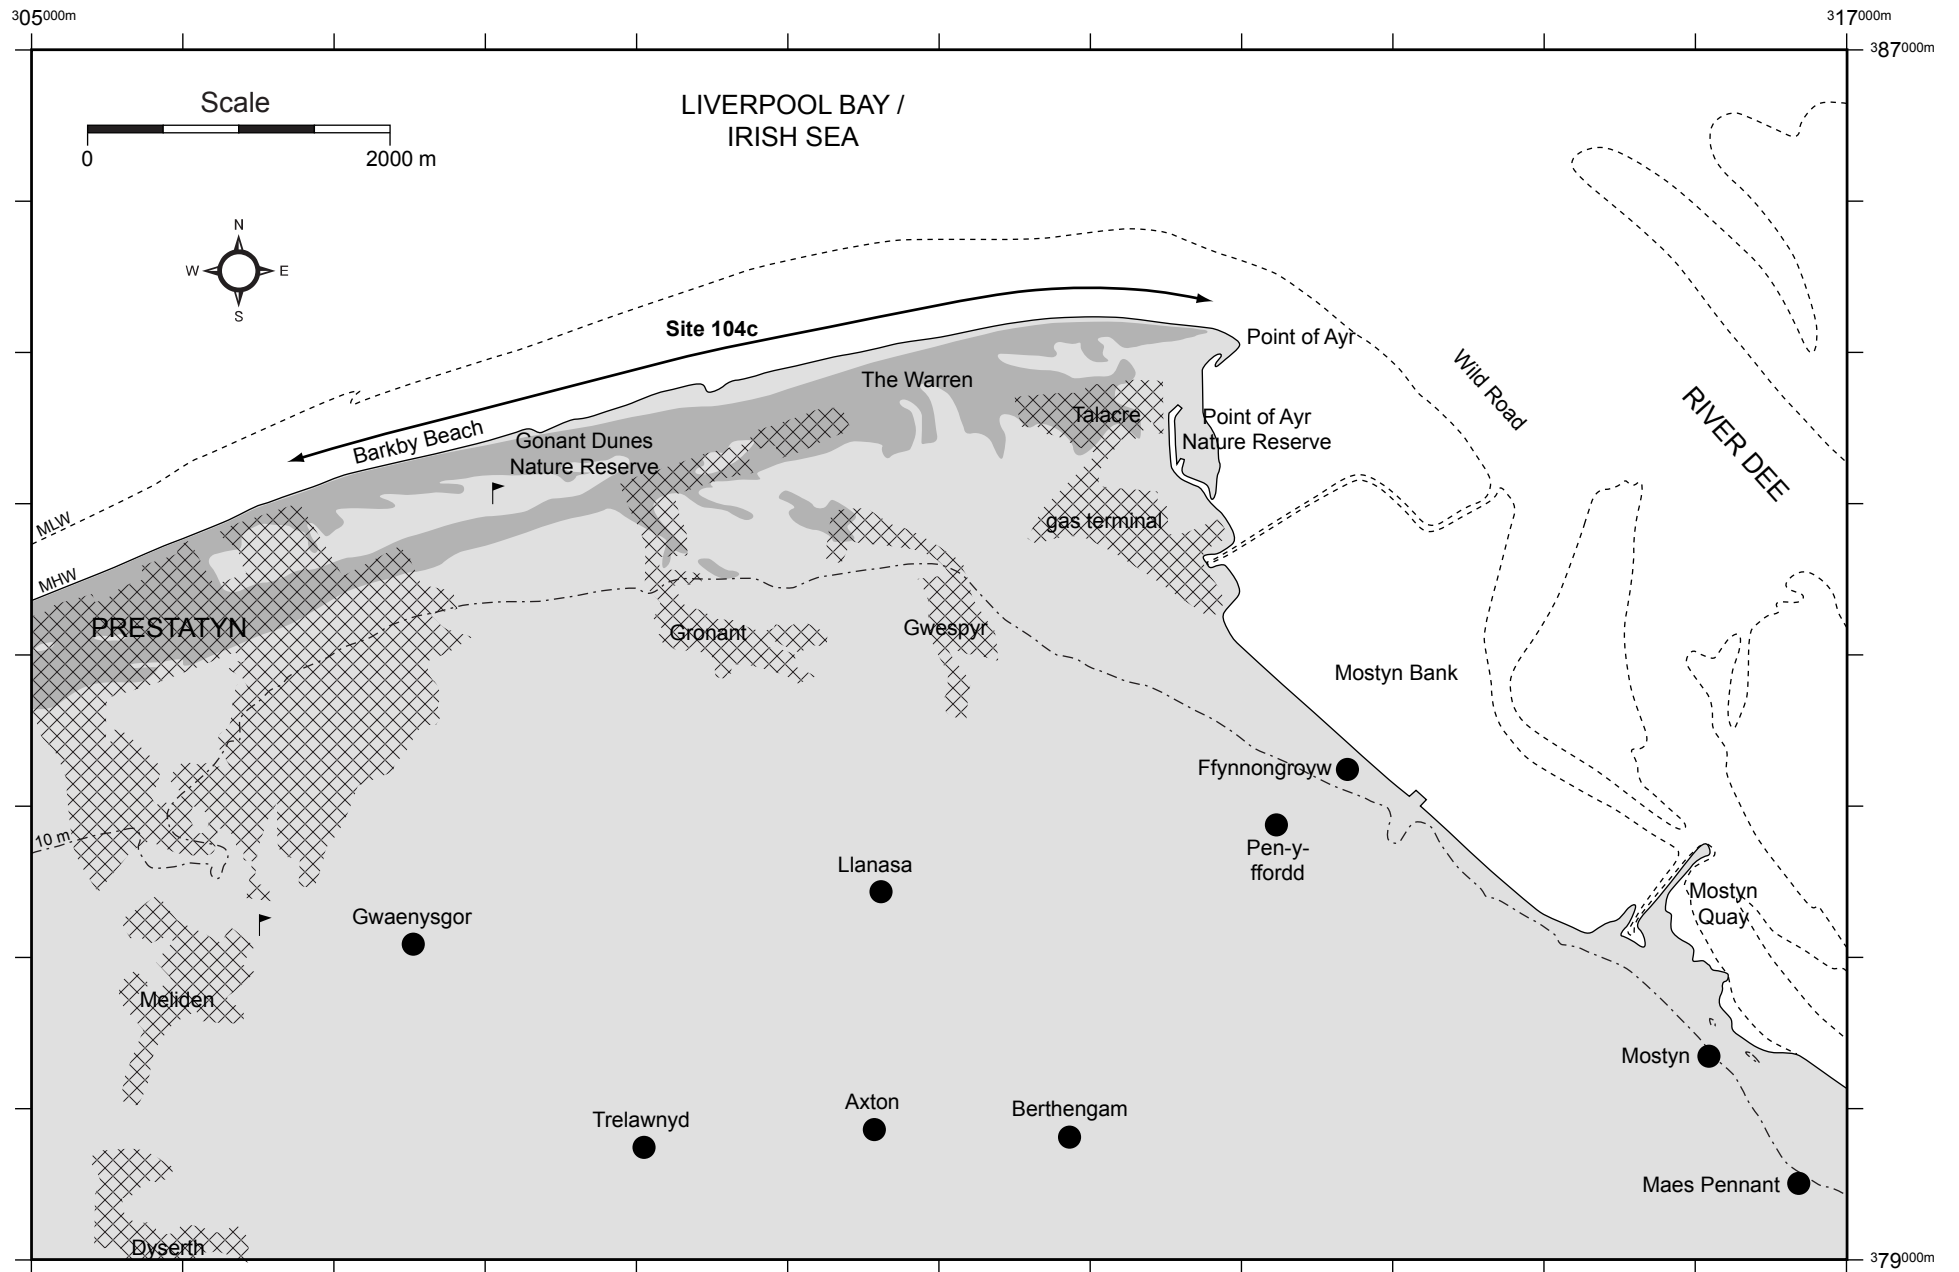 305000m
317000m
387000m
Scale
0
2000 m
LIVERPOOL BAY /
IRISH SEA
N
W
E
S
Site 104c
Point of Ayr
Wild Road
RIVER DEE
The Warren
Talacre
Point of Ayr
Nature Reserve
Barkby Beach
Gonant Dunes
Nature Reserve
MLW
MHW
gas terminal
PRESTATYN
Gronant
Gwespyr
Mostyn Bank
Ffynnongroyw
10 m
Pen-y-
ffordd
Llanasa
Mostyn
Quay
Gwaenysgor
Meliden
Mostyn
Axton
Berthengam
Trelawnyd
Maes Pennant
Dyserth
379000m